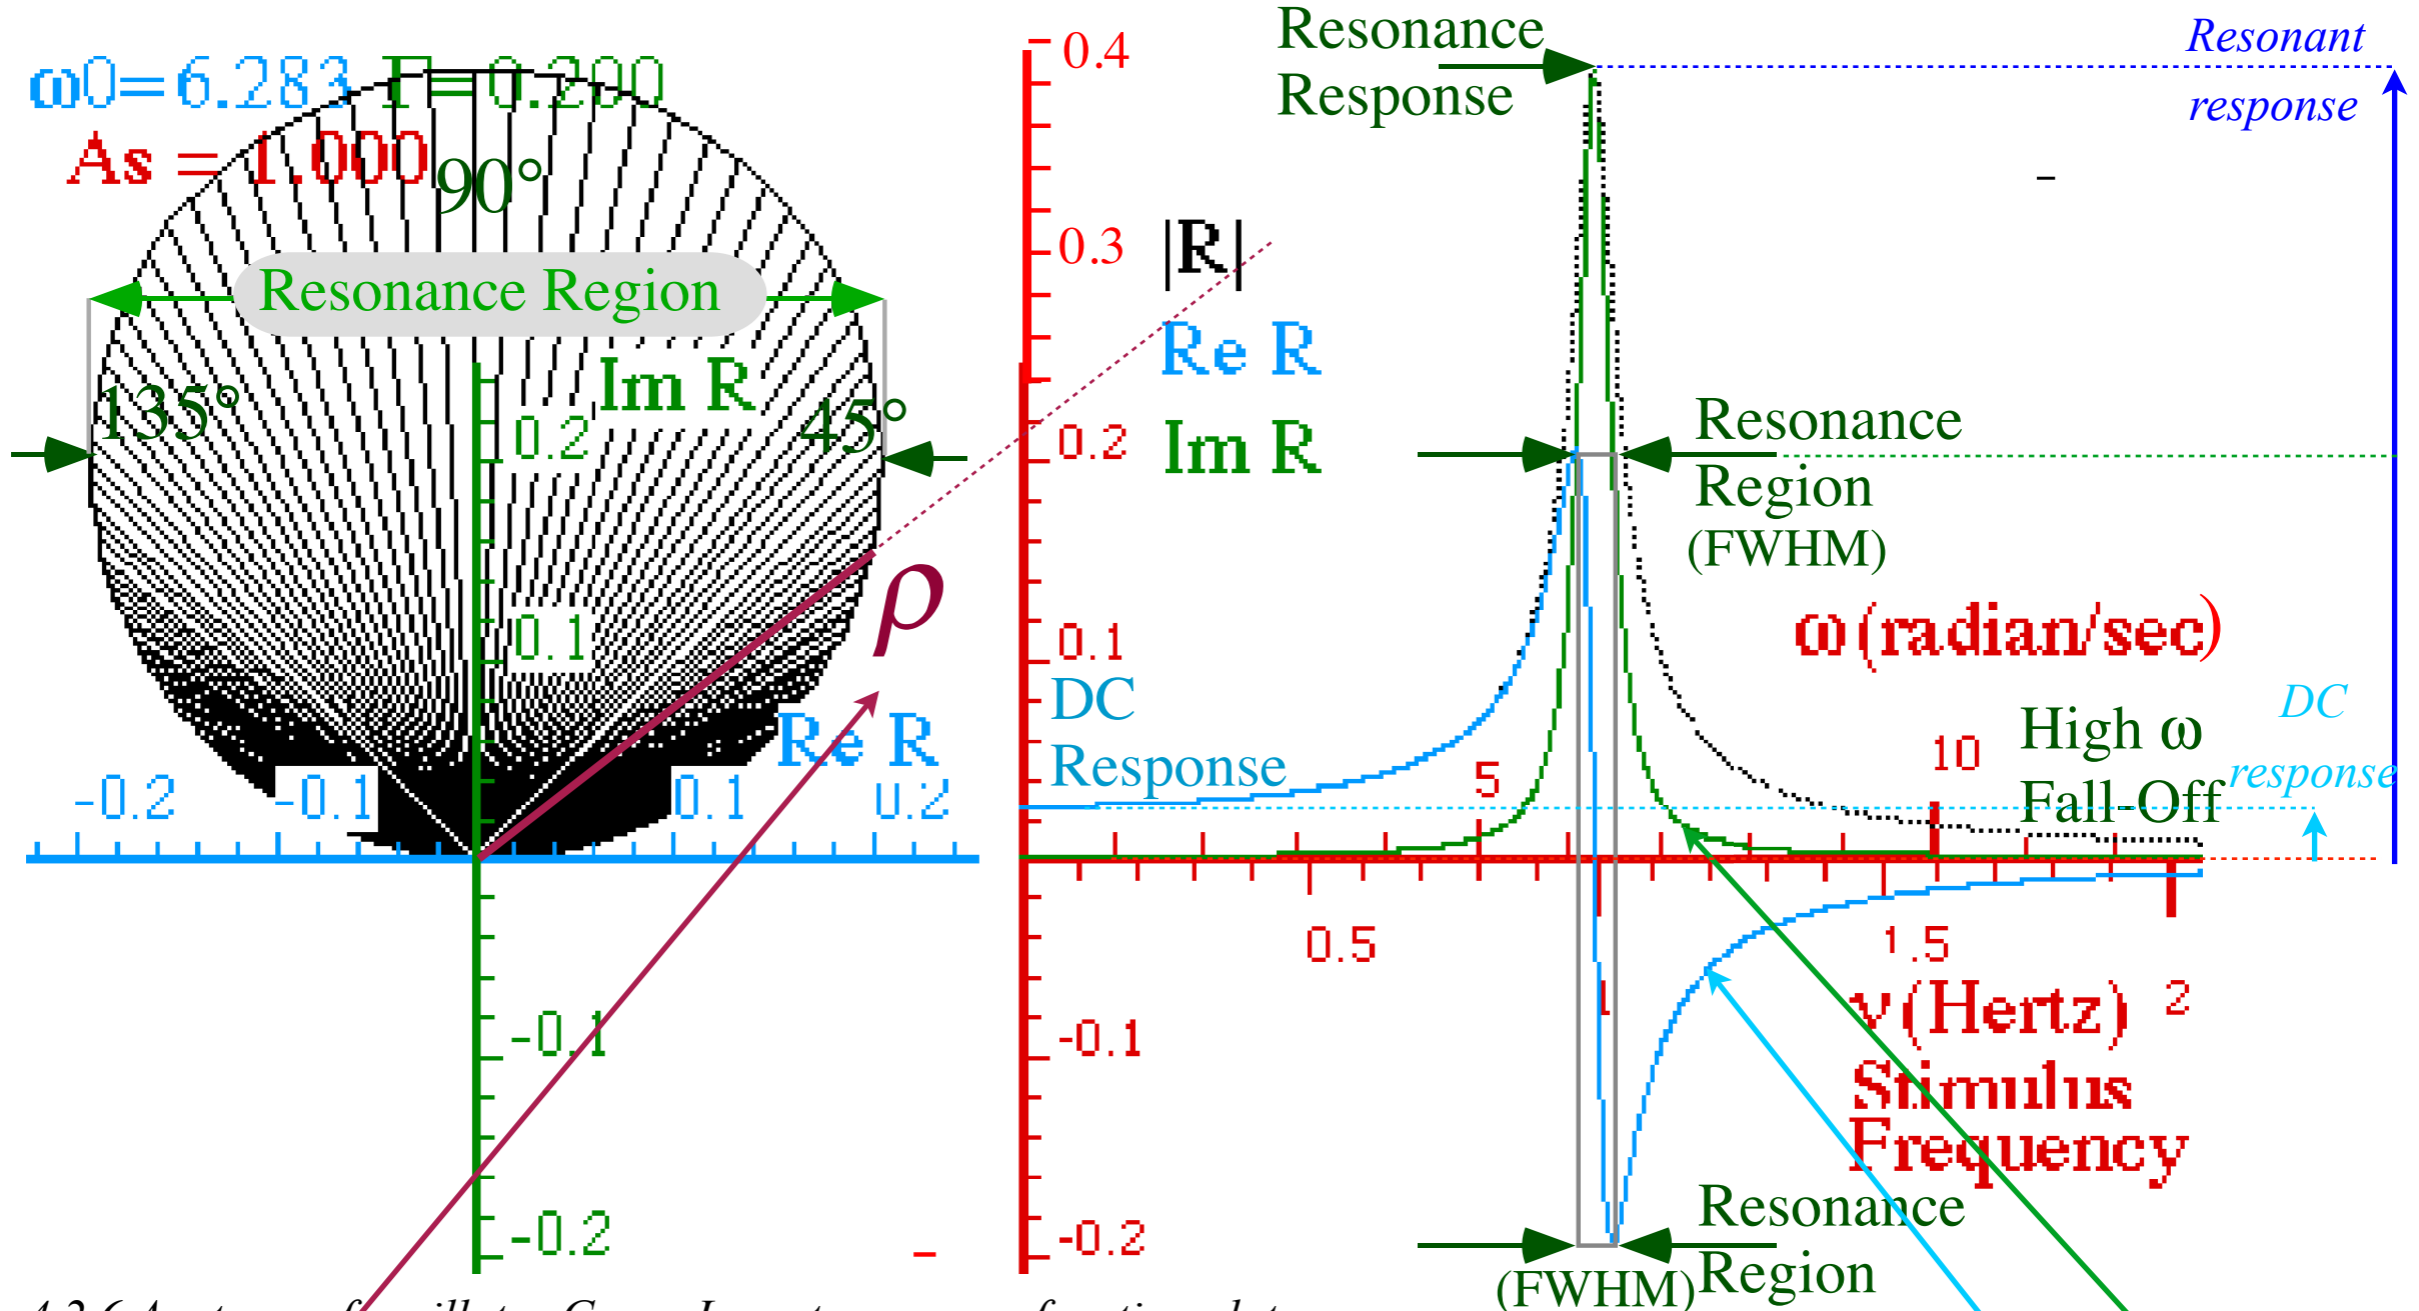 ω0=6.283 Γ=0.200
As = 1.000
90°
Resonance Region
135°
45°
Im R
0.2
0.1
-0.1
-0.2
ρ
Re R
-0.2
-0.1
0.1
0.2
0.4
0.3
0.2
0.1
-0.1
-0.2
|R|
Re R
Im R
Resonance
Response
Resonant
response
Resonance
Region
(FWHM)
ω(radian/sec)
DC
Response
5
10
High ω
Fall-Off
DC
response
0.5
1
1.5
2
ν(Hertz)
Stimulus
Frequency
Resonance
Region
(FWHM)